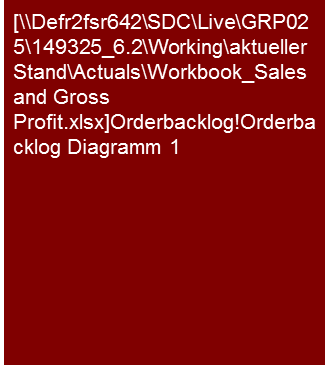 [\\Defr2fsr642\SDC\Live\GRP02
5\149325_6.2\Working\aktueller
Stand\Actuals\Workbook_Sales
and Gross
Profit.xlsx]Orderbacklog!Orderba
cklog Diagramm 1